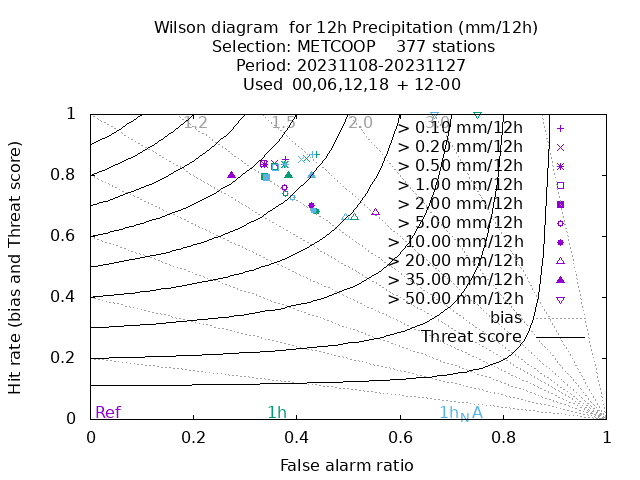 Wilson diagram  for 12h Precipitation (mm/12h)
Selection: METCOOP    377 stations
Period: 20231108-20231127
Used  00,06,12,18  + 12-00
Hit rate (bias and Threat score)
1
0.8
0.6
0.4
0.2
0
1.2
1.5
2.0
> 0.10 mm/12h
> 0.20 mm/12h
> 0.50 mm/12h
> 1.00 mm/12h
> 2.00 mm/12h
> 5.00 mm/12h
> 10.00 mm/12h
> 20.00 mm/12h
> 35.00 mm/12h
> 50.00 mm/12h
bias
Threat score
Ref
1h
1h_N A
0
0.2
0.4
0.6
0.8
1
False alarm ratio